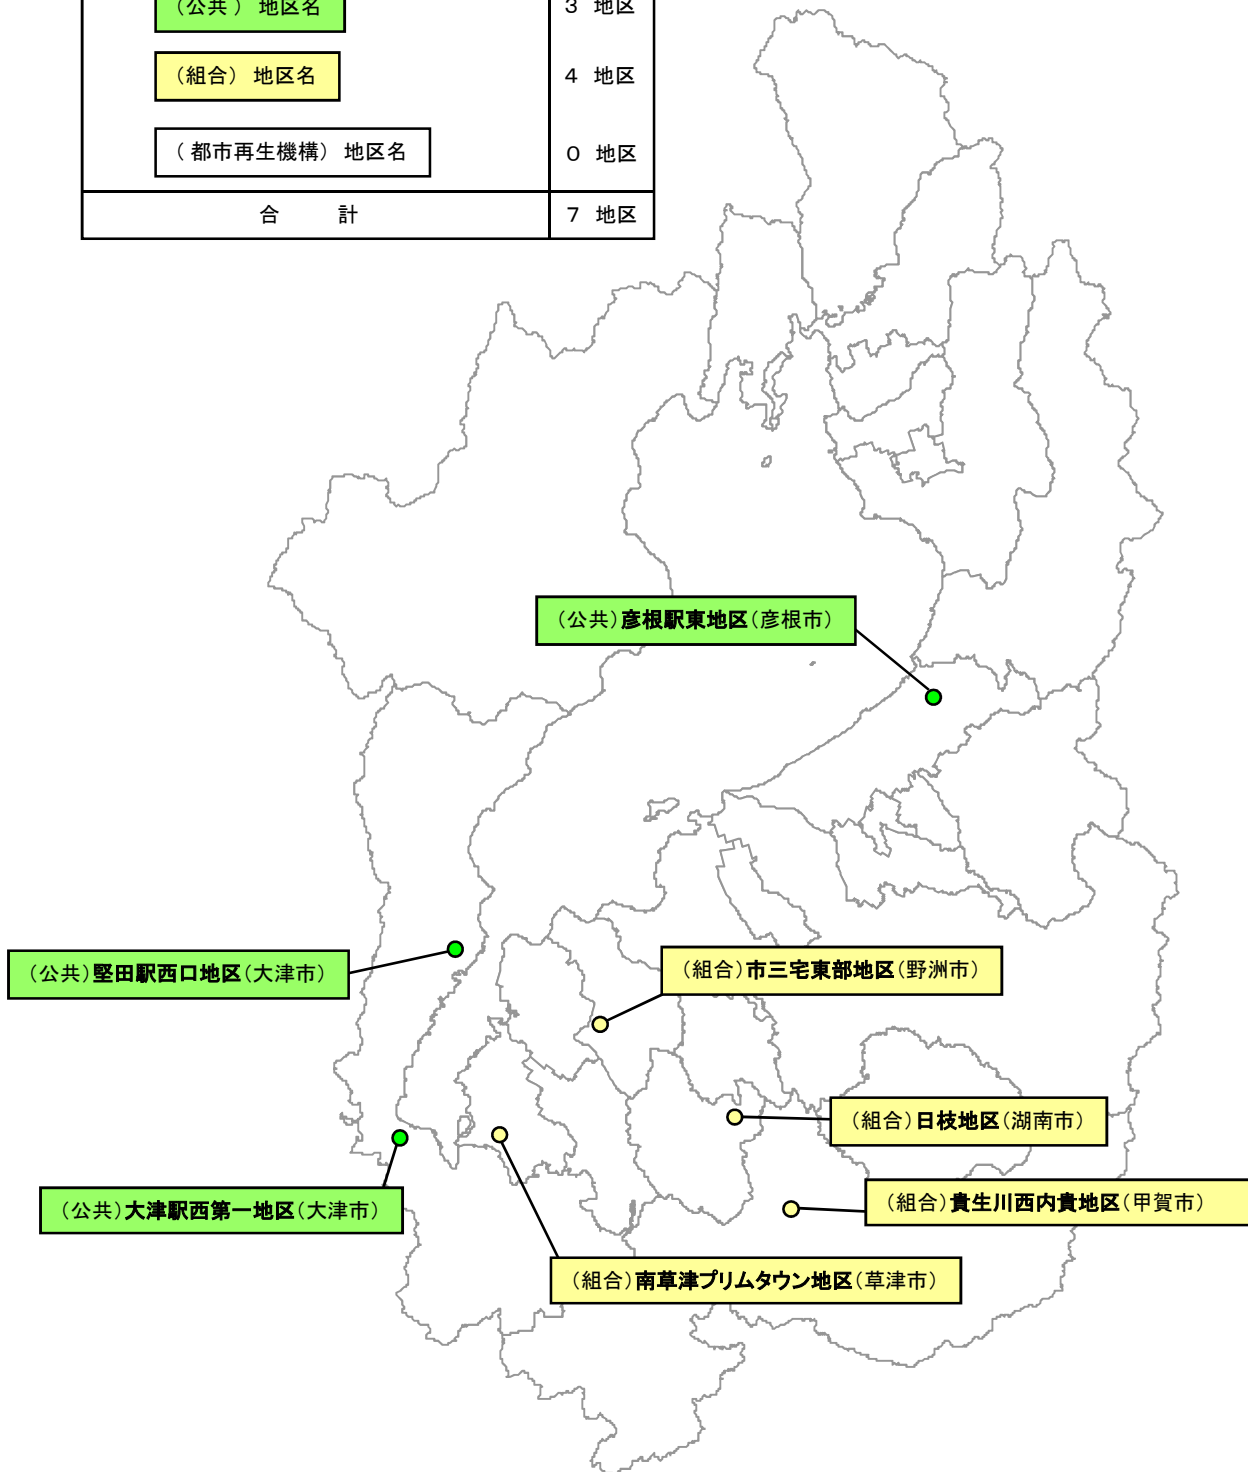 （公共） 地区名 3 地区
（組合） 地区名 4 地区
（都市再生機構） 地区名 0 地区
合 計 7 地区
（公共）彦根駅東地区（彦根市）
（公共）堅田駅西口地区（大津市）
（組合）市三宅東部地区（野洲市）
（組合）日枝地区（湖南市）
（組合）貴生川西内貴地区（甲賀市）
（公共）大津駅西第一地区（大津市）
（組合）南草津プリムタウン地区（草津市）